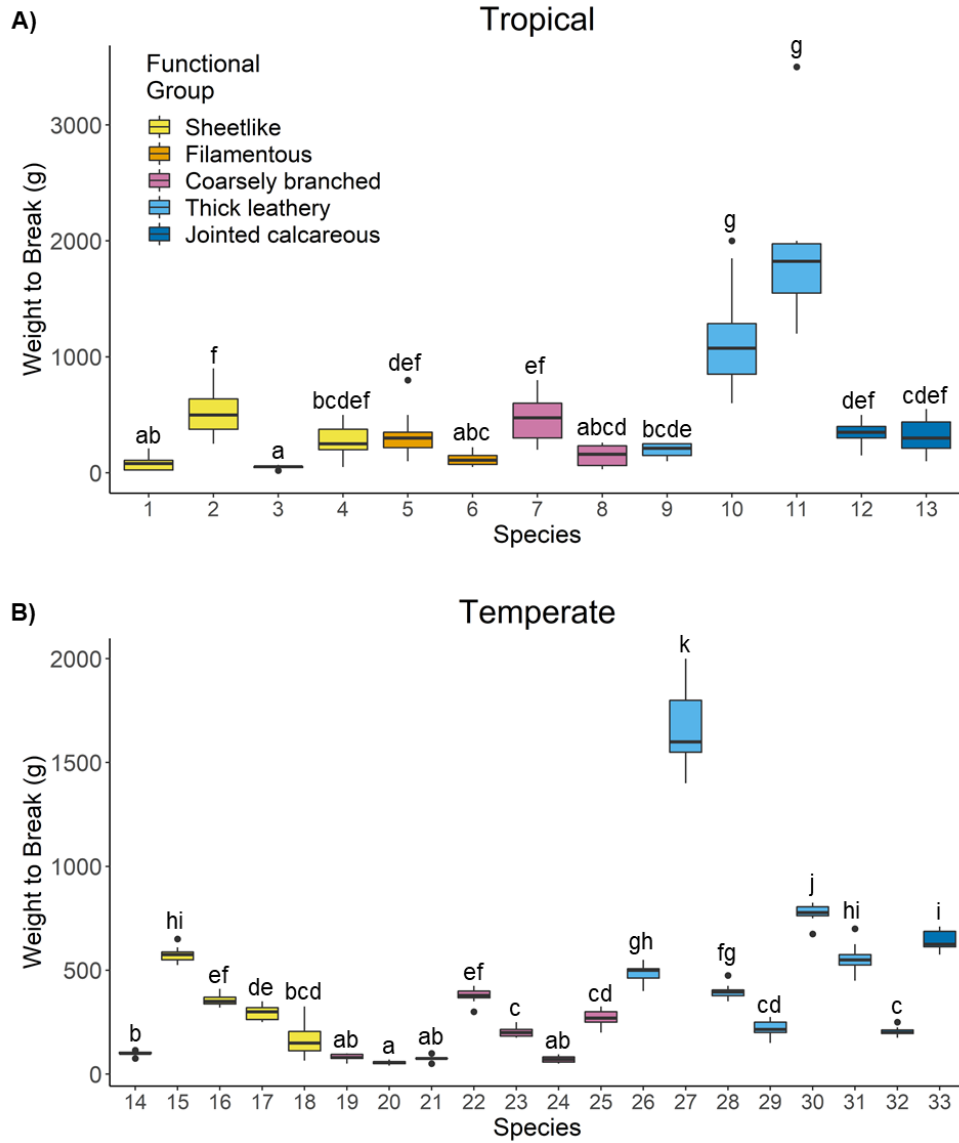 A)
Tropical
Functional
Group
Sheetlike
Filamentous
Coarsely branched
Thick leathery
Jointed calcareous
Weight to Break (g)
3000
2000
1000
0
ab
f
a
bcdef
def
abc
ef
abcd
bcde
g
g
def
cdef
1 2 3 4 5 6 7 8 9 10 11 12 13
Species
B)
Temperate
Weight to Break (g)
2000
1500
1000
500
0
b
hi
ef
de
bcd
ab
a
ab
ef
c
ab
cd
gh
k
fg
cd
j
hi
c
i
14 15 16 17 18 19 20 21 22 23 24 25 26 27 28 29 30 31 32 33
Species